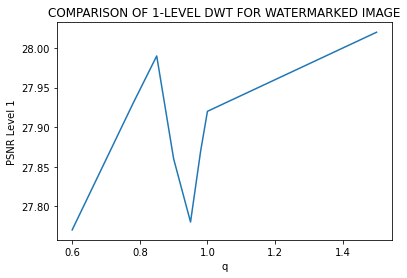 COMPARISON OF 1-LEVEL DWT FOR WATERMARKED IMAGE
28.00
27.95
27.90
27.85
27.80
PSNR Level 1
0.6 0.8 1.0 1.2 1.4
q